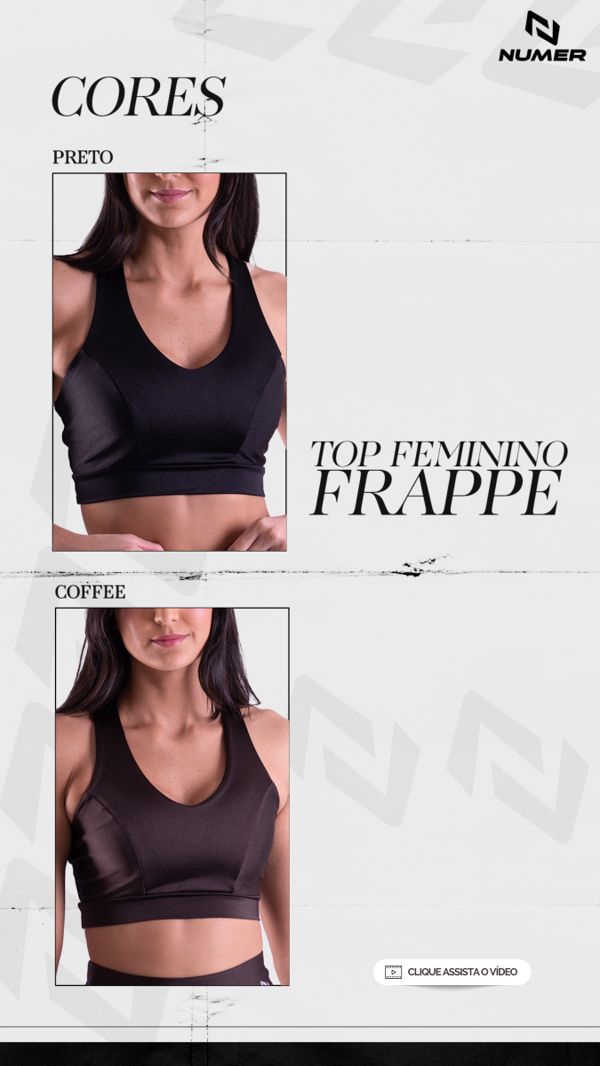 NUMER
CORES
PRETO
TOP FEMININO
FRAPPE
COFFEE
CLIQUE ASSISTA O VÍDEO